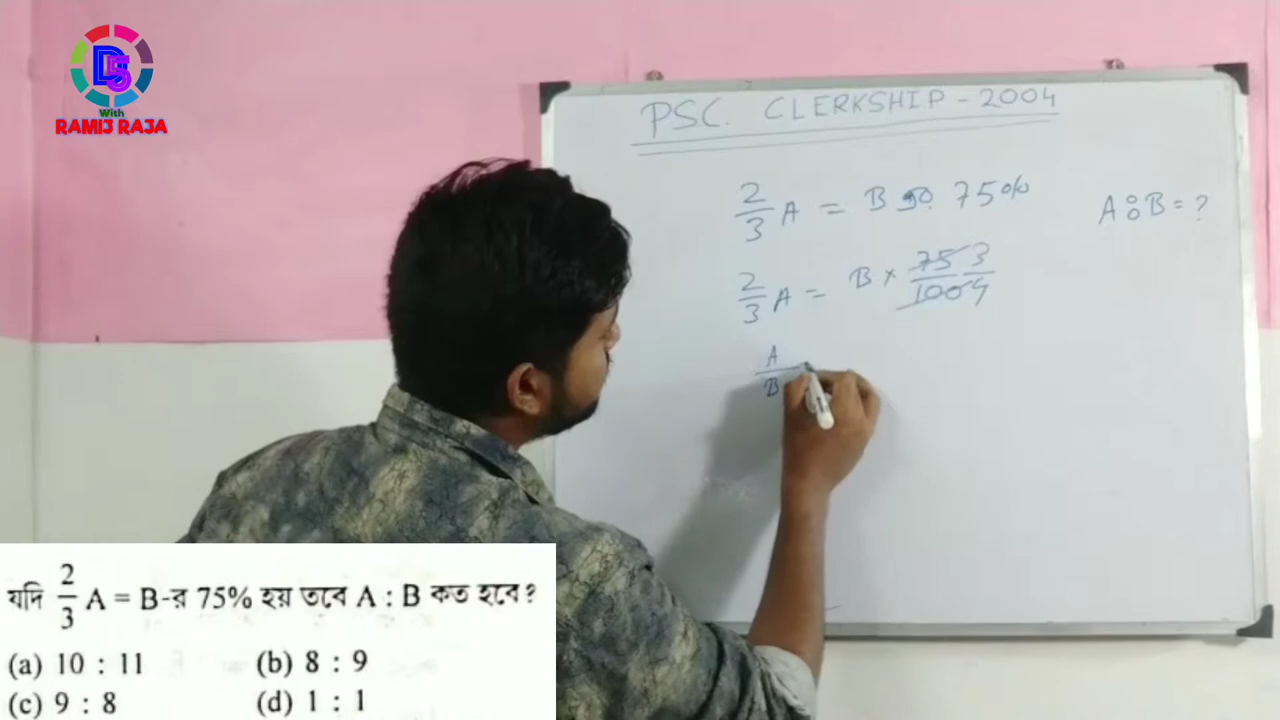 D5
With
RAMIJ RAJA
PSC. CLERKSHIP - 2004
2/3 A = B এর 75%
A : B = ?
2/3 A = B × 75/100 3/4
A/B
যদি 2/3 A = B-র 75% হয় তবে A : B কত হবে?
(a) 10 : 11 (b) 8 : 9
(c) 9 : 8 (d) 1 : 1